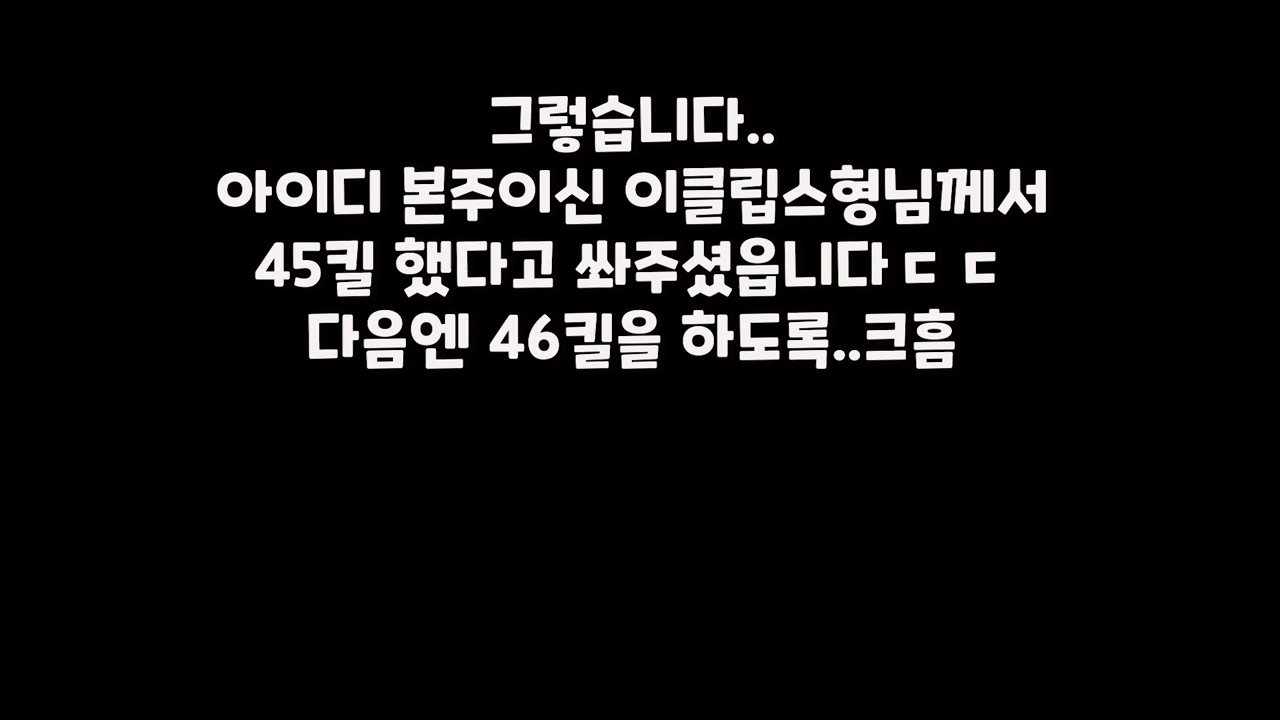 그렇습니다..
아이디 본주이신 이클립스형님께서
45킬 했다고 쏴주셨읍니다 ㄷ ㄷ
다음엔 46킬을 하도록..크흠